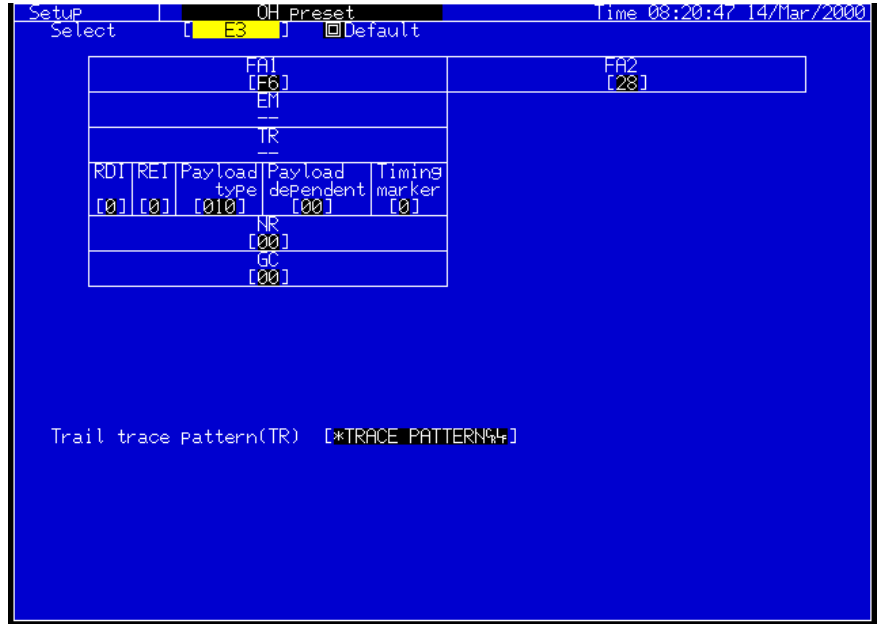 Setup OH preset Time 08:20:47 14/Mar/2000
Select [ E3 ] Default
FA1 FA2
[F6] [28]
EM
--
TR
--
RDI REI Payload Payload Timing
type dependent marker
[0] [0] [010] [00] [0]
NR
[00]
GC
[00]
Trail trace pattern(TR) [*TRACE PATTERN␍␊]